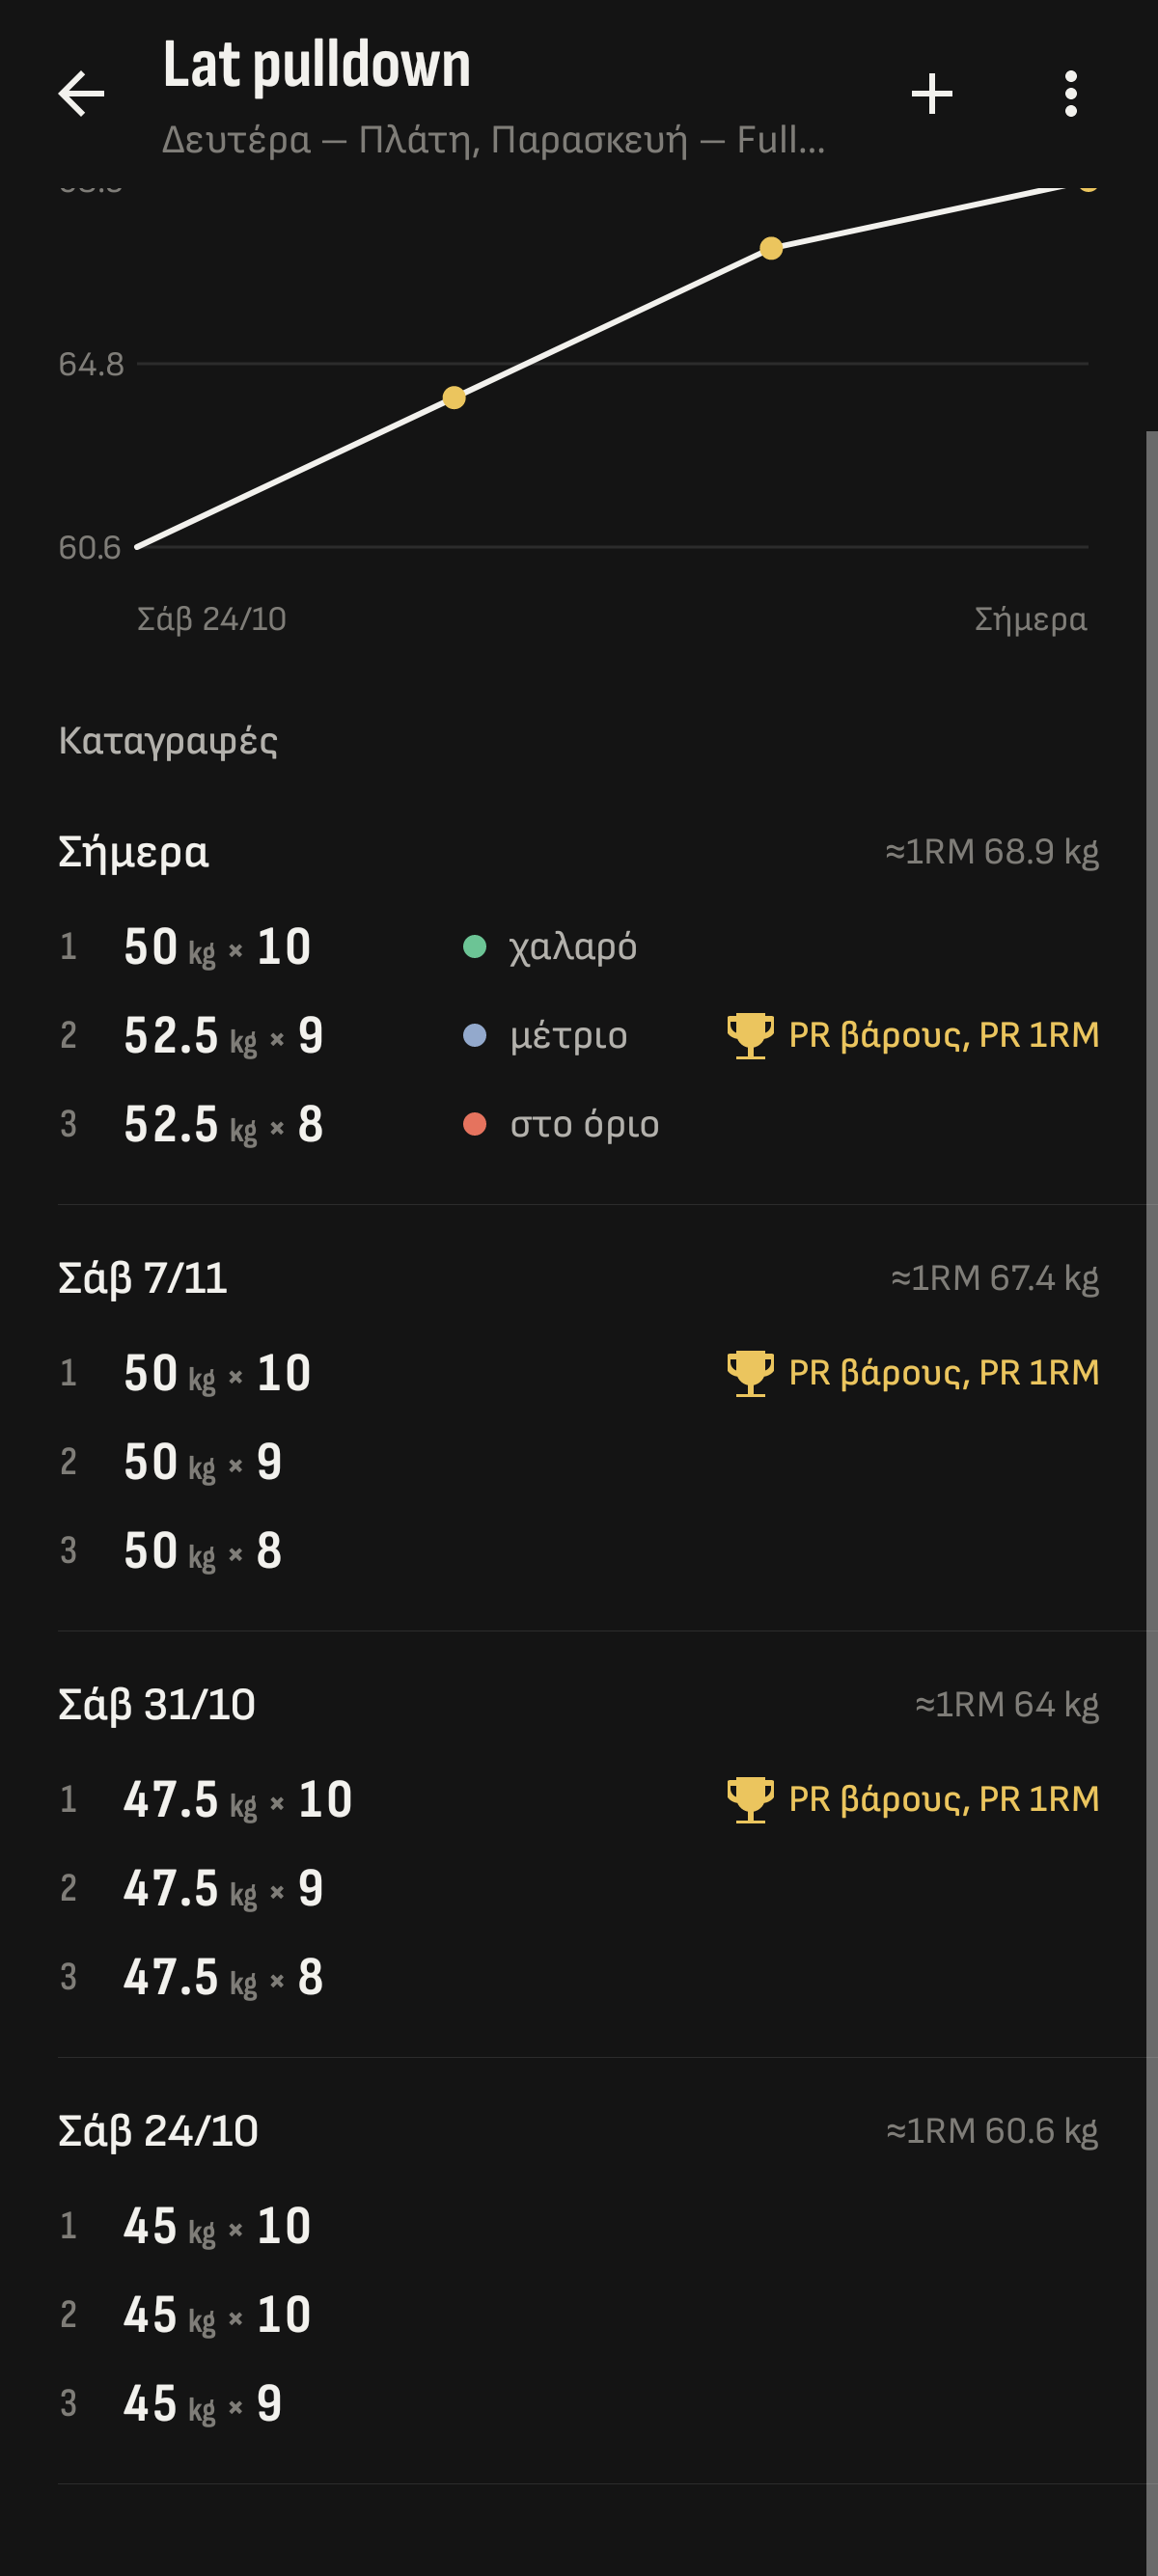 Lat pulldown
Δευτέρα – Πλάτη, Παρασκευή – Full...
64.8
60.6
Σάβ 24/10 Σήμερα
Καταγραφές
Σήμερα ≈1RM 68.9 kg
1 50 kg × 10 χαλαρό
2 52.5 kg × 9 μέτριο PR βάρους, PR 1RM
3 52.5 kg × 8 στο όριο
Σάβ 7/11 ≈1RM 67.4 kg
1 50 kg × 10 PR βάρους, PR 1RM
2 50 kg × 9
3 50 kg × 8
Σάβ 31/10 ≈1RM 64 kg
1 47.5 kg × 10 PR βάρους, PR 1RM
2 47.5 kg × 9
3 47.5 kg × 8
Σάβ 24/10 ≈1RM 60.6 kg
1 45 kg × 10
2 45 kg × 10
3 45 kg × 9